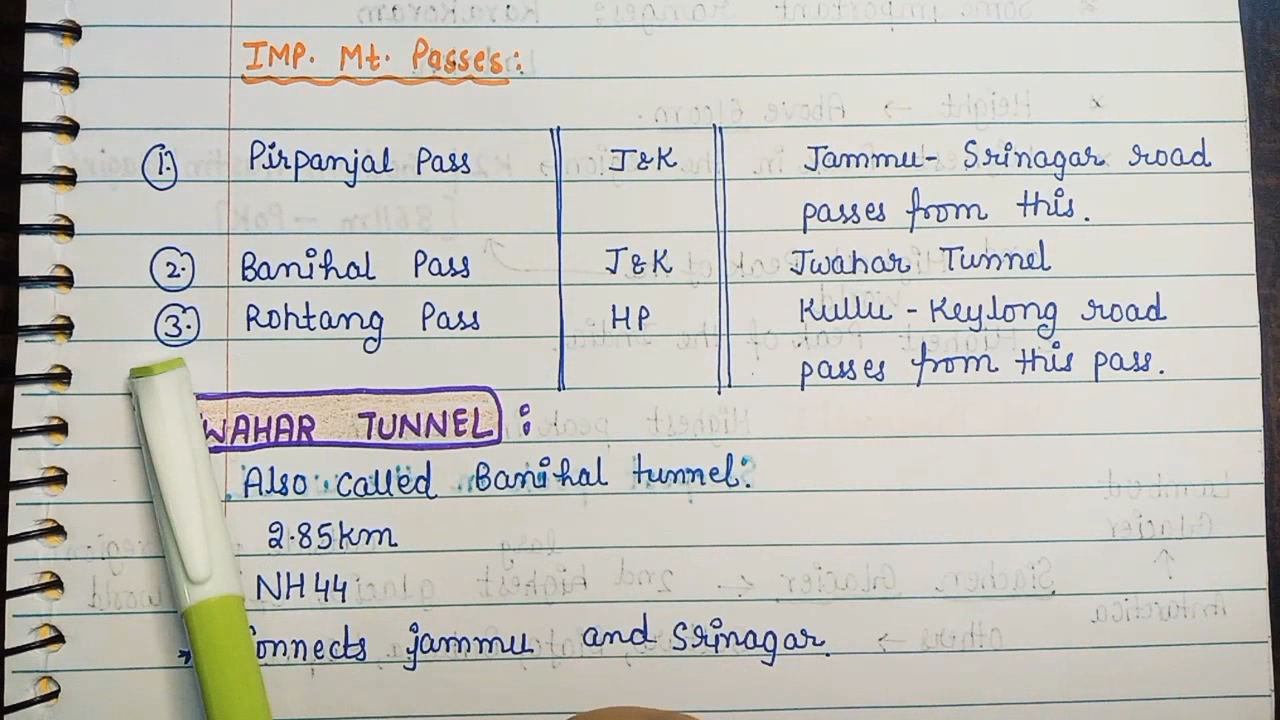 IMP. Mt. Passes:
1. Pirpanjal Pass J&K Jammu- Srinagar road
passes from this.
2. Banihal Pass J&K Jwahar Tunnel
3. Rohtang Pass HP Kullu - Keylong road
passes from this pass.
WAHAR TUNNEL:
Also called Banihal tunnel:
2.85km
NH44
onnects jammu and Srinagar.